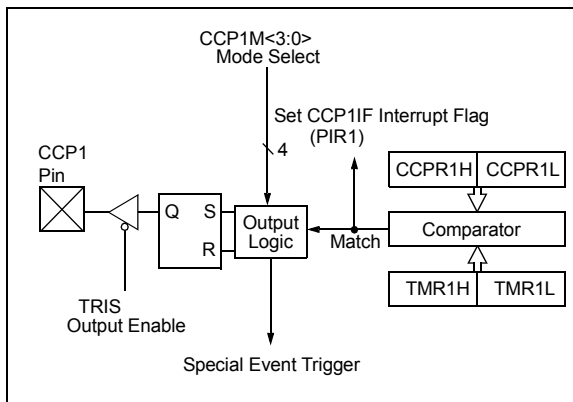 CCP1M<3:0>
Mode Select
Set CCP1IF Interrupt Flag
(PIR1)
4
CCP1
Pin
CCPR1H CCPR1L
Q S
R
Output
Logic
Match
Comparator
TRIS
Output Enable
TMR1H TMR1L
Special Event Trigger